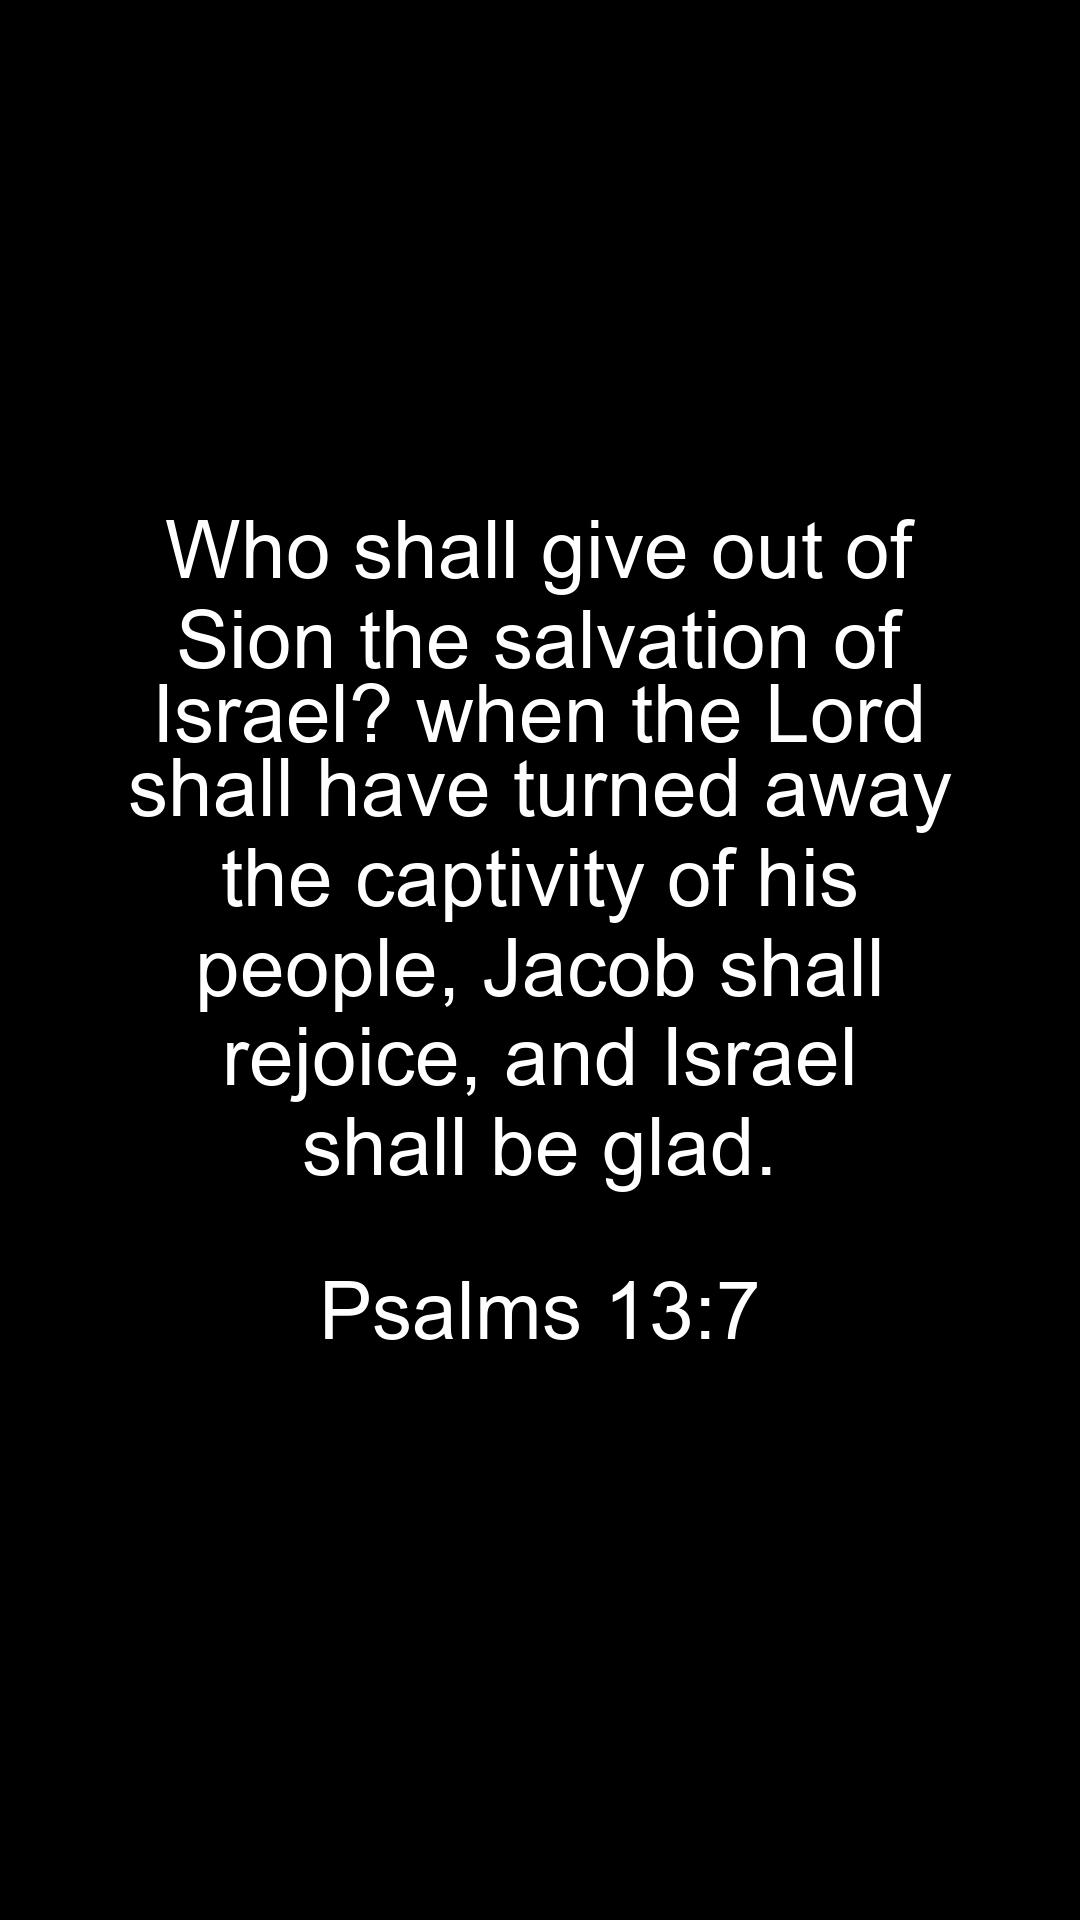 Who shall give out of
Sion the salvation of
Israel? when the Lord
shall have turned away
the captivity of his
people, Jacob shall
rejoice, and Israel
shall be glad.
Psalms 13:7